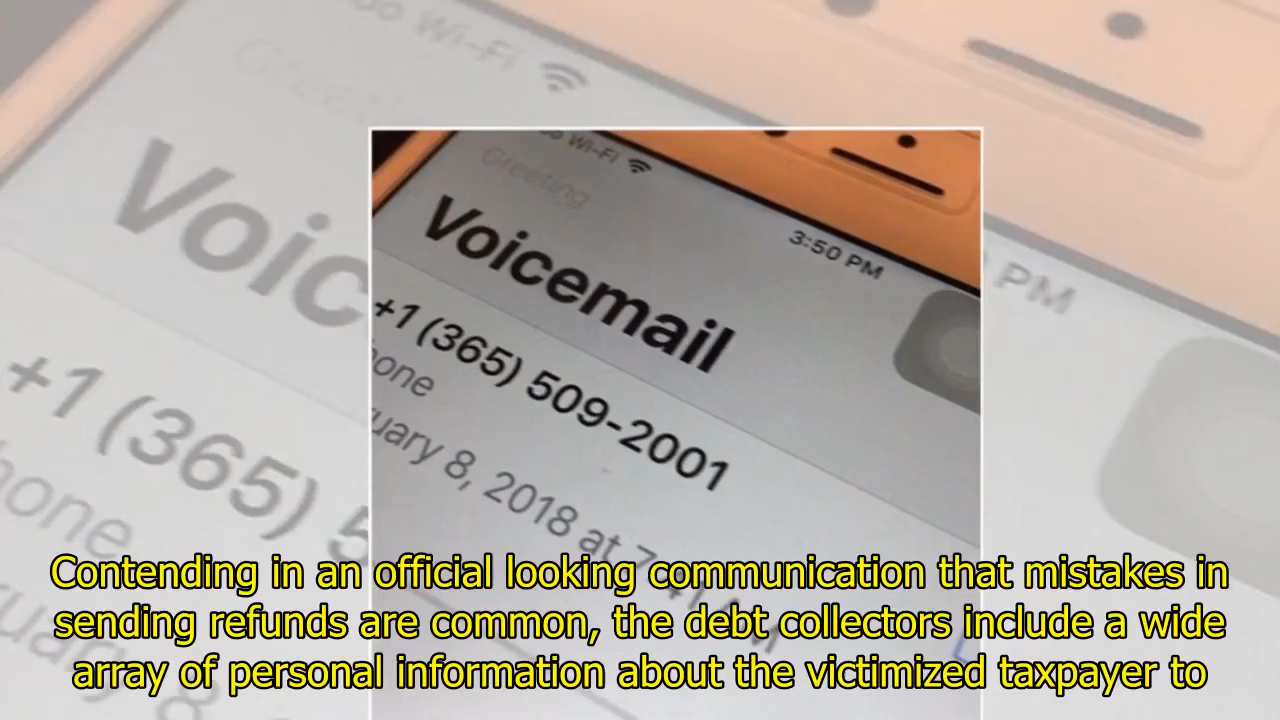 Wi-Fi
Greeting
3:50 PM
Voicemail
+1 (365) 509-2001
8, 2018 at
Contending in an official looking communication that mistakes in
sending refunds are common, the debt collectors include a wide
array of personal information about the victimized taxpayer to